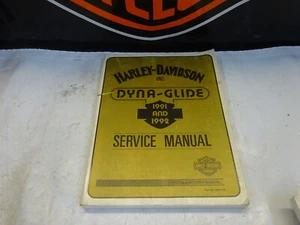 HARLEY-DAVIDSON
INC.
DYNA-GLIDE
1991
AND
1992
SERVICE MANUAL